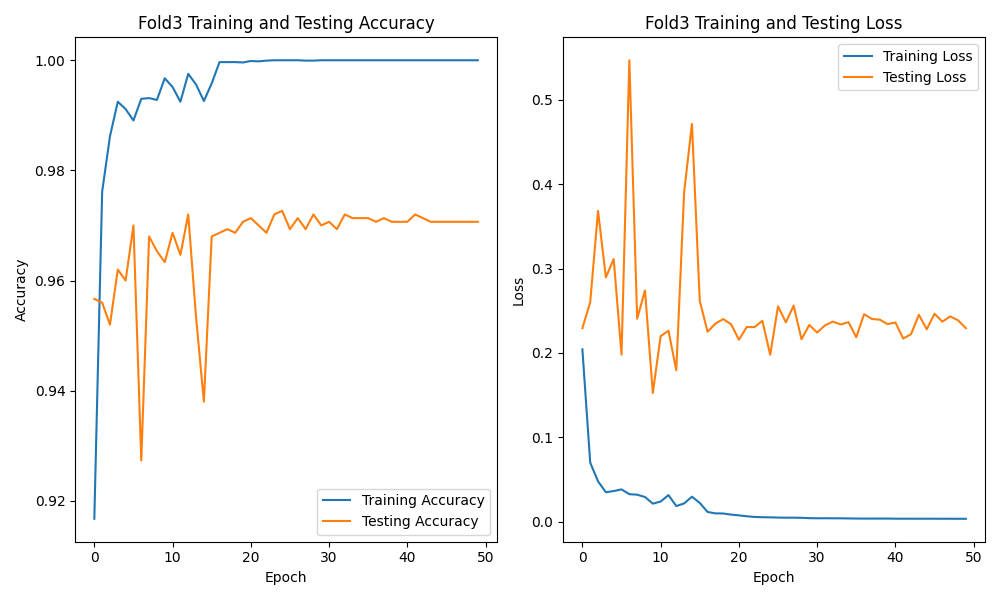 Fold3 Training and Testing Accuracy
Accuracy
1.00
0.98
0.96
0.94
0.92
Training Accuracy
Testing Accuracy
0
10
20
30
40
50
Epoch
Fold3 Training and Testing Loss
Loss
Training Loss
Testing Loss
0.5
0.4
0.3
0.2
0.1
0.0
0
10
20
30
40
50
Epoch